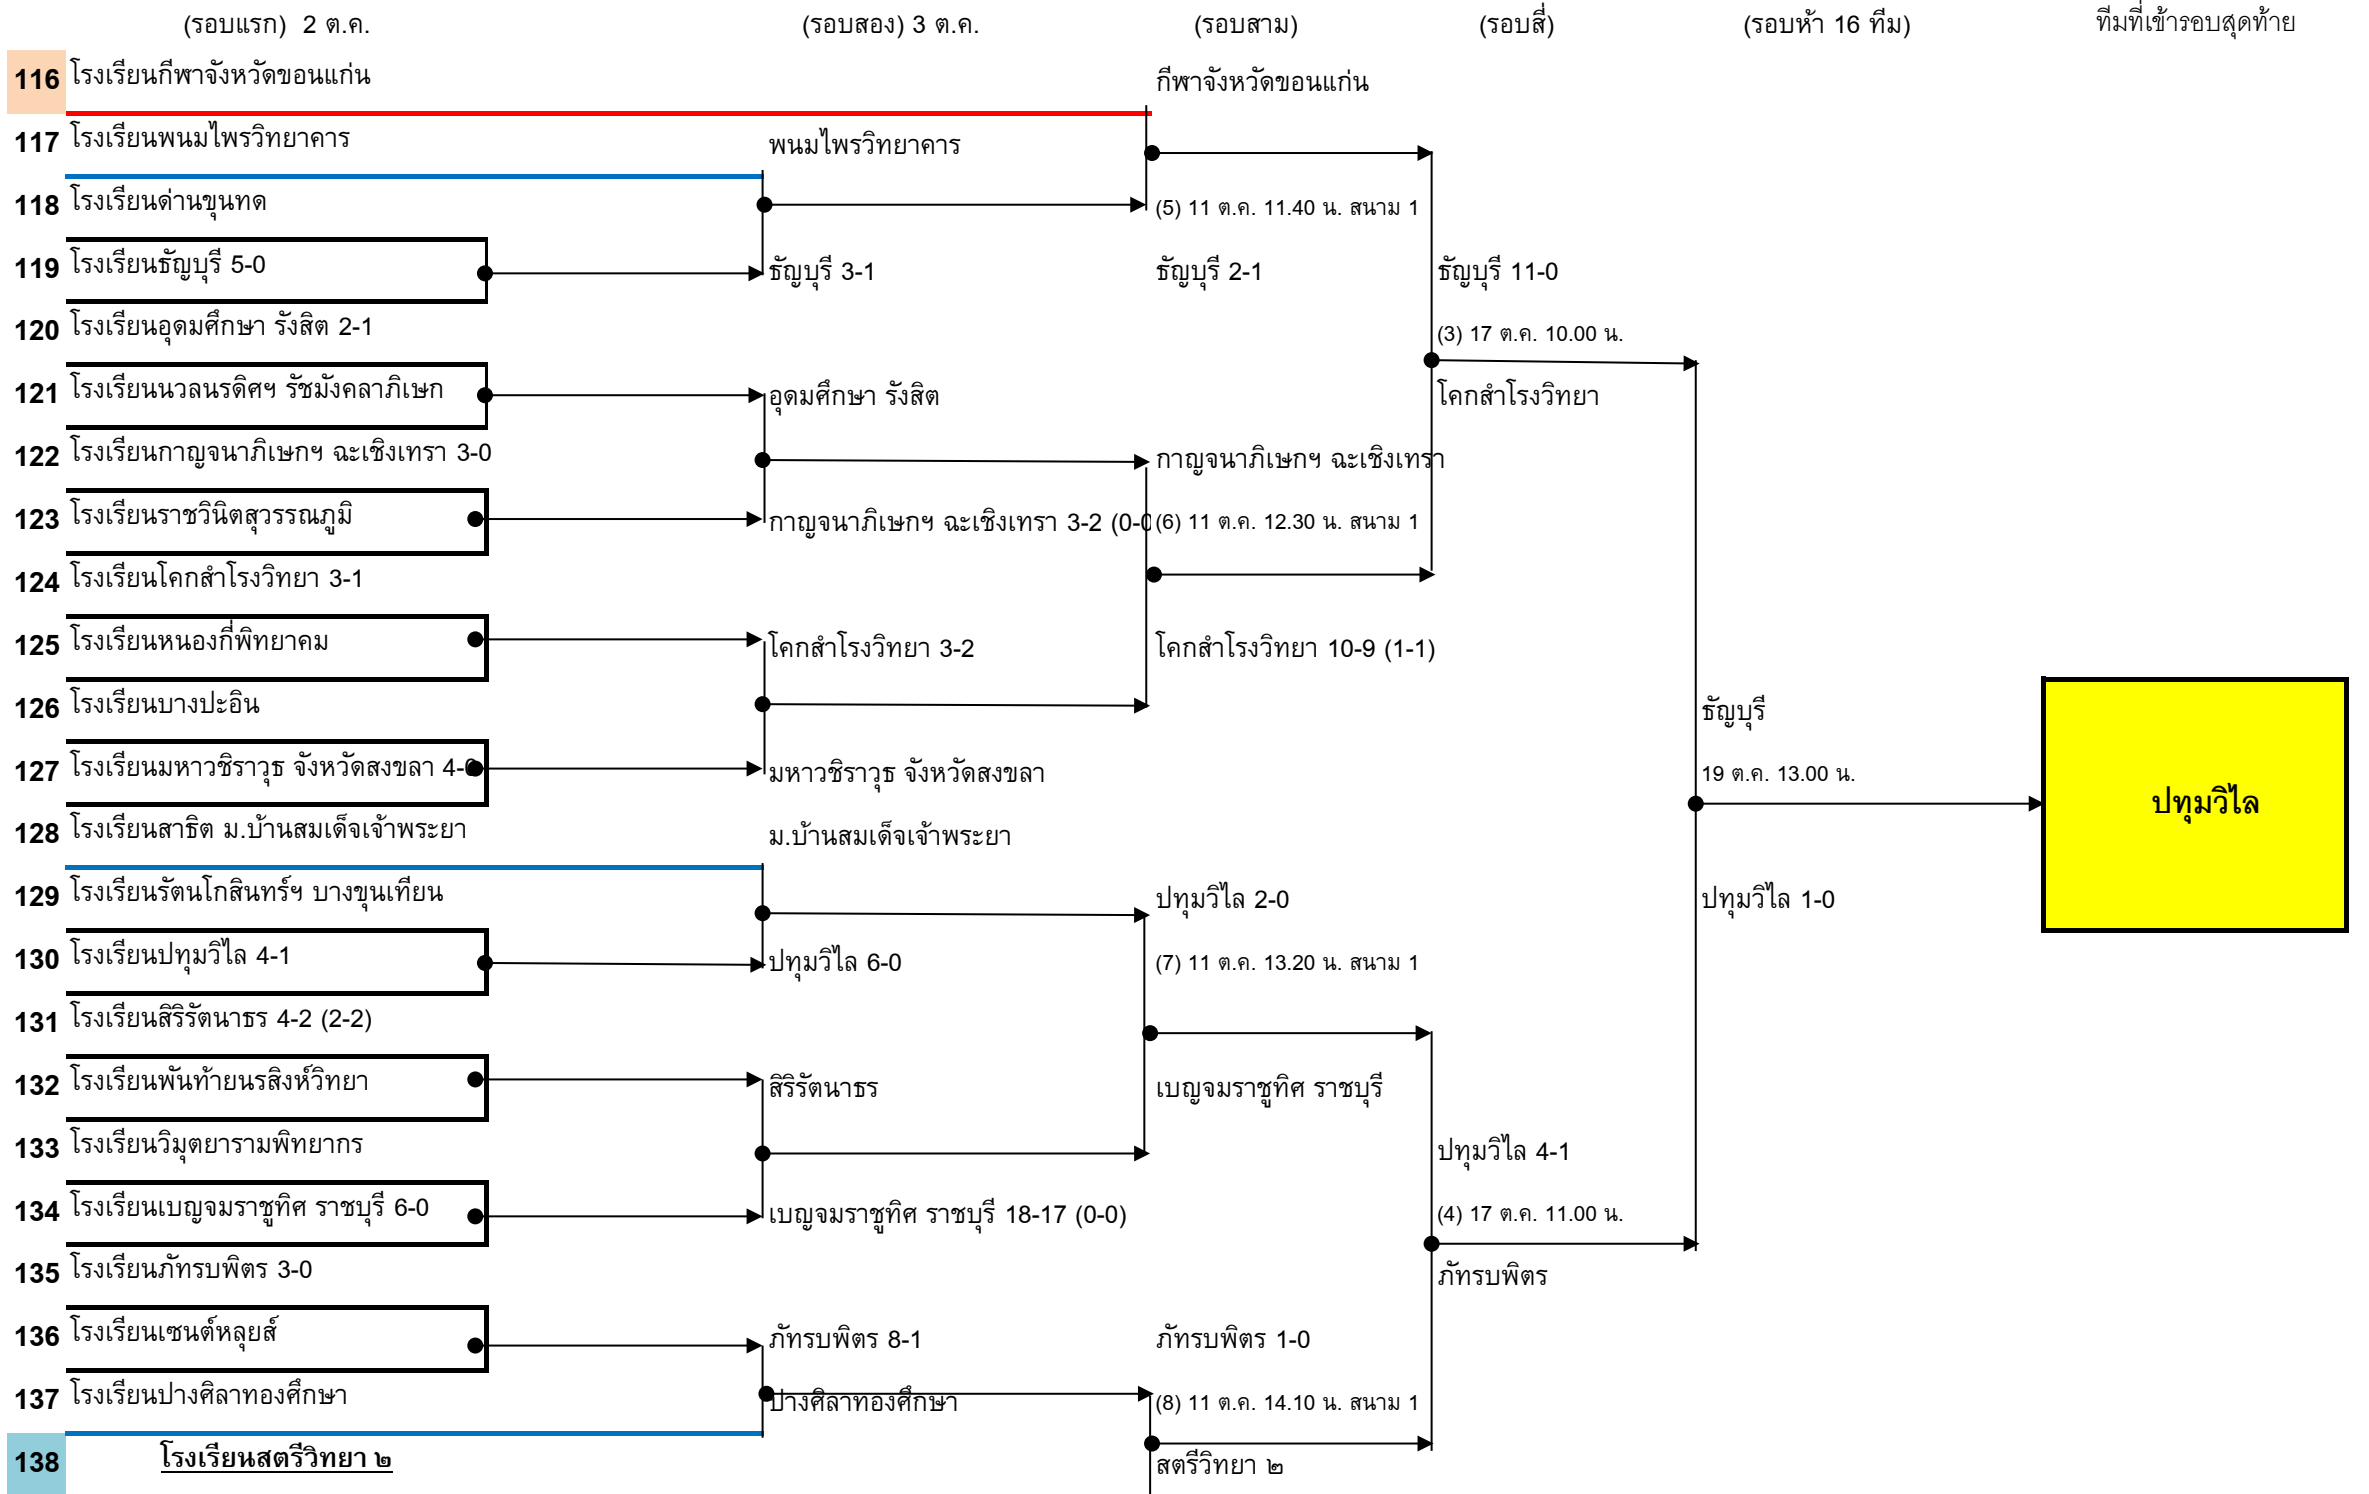 (รอบแรก) 2 ต.ค.
(รอบสอง) 3 ต.ค.
(รอบสาม)
(รอบสี่)
(รอบห้า 16 ทีม)
ทีมที่เข้ารอบสุดท้าย
116 โรงเรียนกีฬาจังหวัดขอนแก่น
กีฬาจังหวัดขอนแก่น
117 โรงเรียนพนมไพรวิทยาคาร
พนมไพรวิทยาคาร
118 โรงเรียนด่านขุนทด
(5) 11 ต.ค. 11.40 น. สนาม 1
119 โรงเรียนธัญบุรี 5-0
ธัญบุรี 3-1
ธัญบุรี 2-1
ธัญบุรี 11-0
120 โรงเรียนอุดมศึกษา รังสิต 2-1
(3) 17 ต.ค. 10.00 น.
121 โรงเรียนนวลนรดิศฯ รัชมังคลาภิเษก
อุดมศึกษา รังสิต
โคกสำโรงวิทยา
122 โรงเรียนกาญจนาภิเษกฯ ฉะเชิงเทรา 3-0
กาญจนาภิเษกฯ ฉะเชิงเทรา
123 โรงเรียนราชวินิตสุวรรณภูมิ
กาญจนาภิเษกฯ ฉะเชิงเทรา 3-2 (0-0
(6) 11 ต.ค. 12.30 น. สนาม 1
124 โรงเรียนโคกสำโรงวิทยา 3-1
125 โรงเรียนหนองกี่พิทยาคม
โคกสำโรงวิทยา 3-2
โคกสำโรงวิทยา 10-9 (1-1)
126 โรงเรียนบางปะอิน
ธัญบุรี
127 โรงเรียนมหาวชิราวุธ จังหวัดสงขลา 4-0
มหาวชิราวุธ จังหวัดสงขลา
19 ต.ค. 13.00 น.
ปทุมวิไล
128 โรงเรียนสาธิต ม.บ้านสมเด็จเจ้าพระยา
ม.บ้านสมเด็จเจ้าพระยา
129 โรงเรียนรัตนโกสินทร์ฯ บางขุนเทียน
ปทุมวิไล 2-0
ปทุมวิไล 1-0
130 โรงเรียนปทุมวิไล 4-1
ปทุมวิไล 6-0
(7) 11 ต.ค. 13.20 น. สนาม 1
131 โรงเรียนสิริรัตนาธร 4-2 (2-2)
132 โรงเรียนพันท้ายนรสิงห์วิทยา
สิริรัตนาธร
เบญจมราชูทิศ ราชบุรี
133 โรงเรียนวิมุตยารามพิทยากร
ปทุมวิไล 4-1
134 โรงเรียนเบญจมราชูทิศ ราชบุรี 6-0
เบญจมราชูทิศ ราชบุรี 18-17 (0-0)
(4) 17 ต.ค. 11.00 น.
135 โรงเรียนภัทรบพิตร 3-0
ภัทรบพิตร
136 โรงเรียนเซนต์หลุยส์
ภัทรบพิตร 8-1
ภัทรบพิตร 1-0
137 โรงเรียนปางศิลาทองศึกษา
ปางศิลาทองศึกษา
(8) 11 ต.ค. 14.10 น. สนาม 1
138 โรงเรียนสตรีวิทยา ๒
สตรีวิทยา ๒